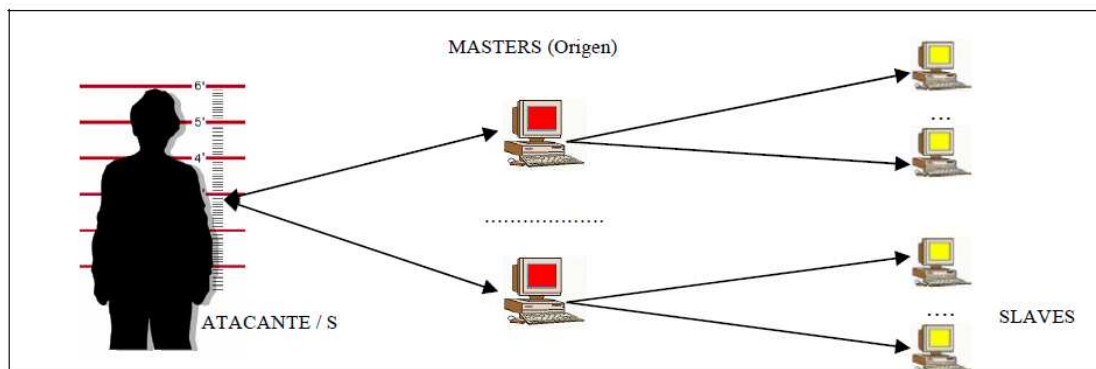 MASTERS (Origen)
6'
5'
4'
...
....................
....
ATACANTE / S
SLAVES